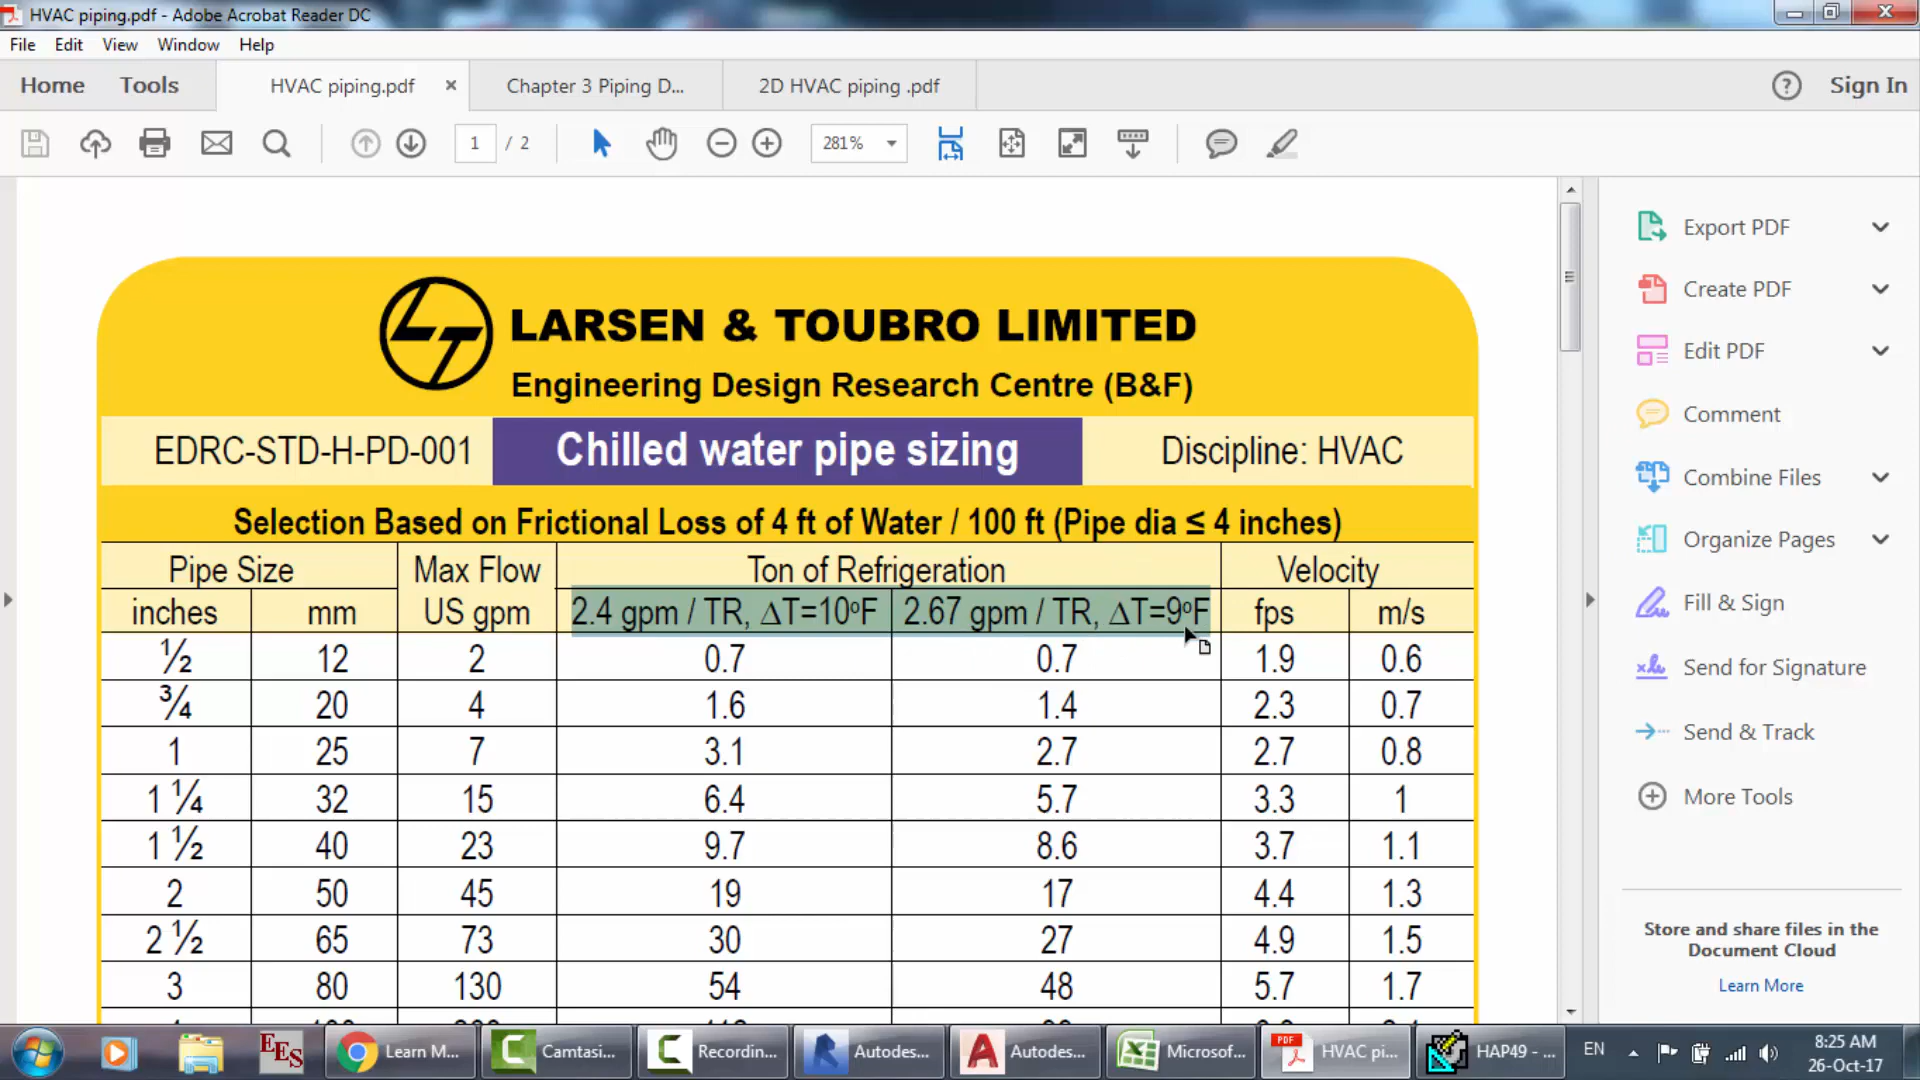 HVAC piping.pdf - Adobe Acrobat Reader DC
File Edit View Window Help
Home Tools HVAC piping.pdf × Chapter 3 Piping D... 2D HVAC piping .pdf ? Sign In
1 / 2 281%
Export PDF
Create PDF
Edit PDF
Comment
Combine Files
Organize Pages
Fill & Sign
Send for Signature
Send & Track
More Tools
Store and share files in the
Document Cloud
Learn More
LT LARSEN & TOUBRO LIMITED
Engineering Design Research Centre (B&F)
EDRC-STD-H-PD-001 Chilled water pipe sizing Discipline: HVAC
Selection Based on Frictional Loss of 4 ft of Water / 100 ft (Pipe dia ≤ 4 inches)
Pipe Size Max Flow Ton of Refrigeration Velocity
inches mm US gpm 2.4 gpm / TR, ΔT=10ºF 2.67 gpm / TR, ΔT=9ºF fps m/s
½ 12 2 0.7 0.7 1.9 0.6
¾ 20 4 1.6 1.4 2.3 0.7
1 25 7 3.1 2.7 2.7 0.8
1 ¼ 32 15 6.4 5.7 3.3 1
1 ½ 40 23 9.7 8.6 3.7 1.1
2 50 45 19 17 4.4 1.3
2 ½ 65 73 30 27 4.9 1.5
3 80 130 54 48 5.7 1.7
EES Learn M... Camtasi... Recordin... Autodes... Autodes... Microsof... PDF HVAC pi... HAP49 - ... EN 8:25 AM
26-Oct-17